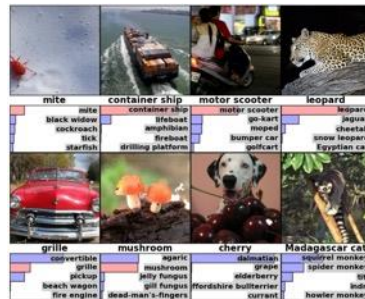 mite
container ship
motor scooter
leopard
mite
black widow
cockroach
tick
starfish
container ship
lifeboat
amphibian
fireboat
drilling platform
motor scooter
go-kart
moped
bumper car
golfcart
leopard
jaguar
cheetah
snow leopard
Egyptian cat
grille
mushroom
cherry
Madagascar cat
convertible
grille
pickup
beach wagon
fire engine
agaric
mushroom
jelly fungus
gill fungus
dead-man's-fingers
dalmatian
grape
elderberry
ffordshire bullterrier
currant
squirrel monkey
spider monkey
howler monkey